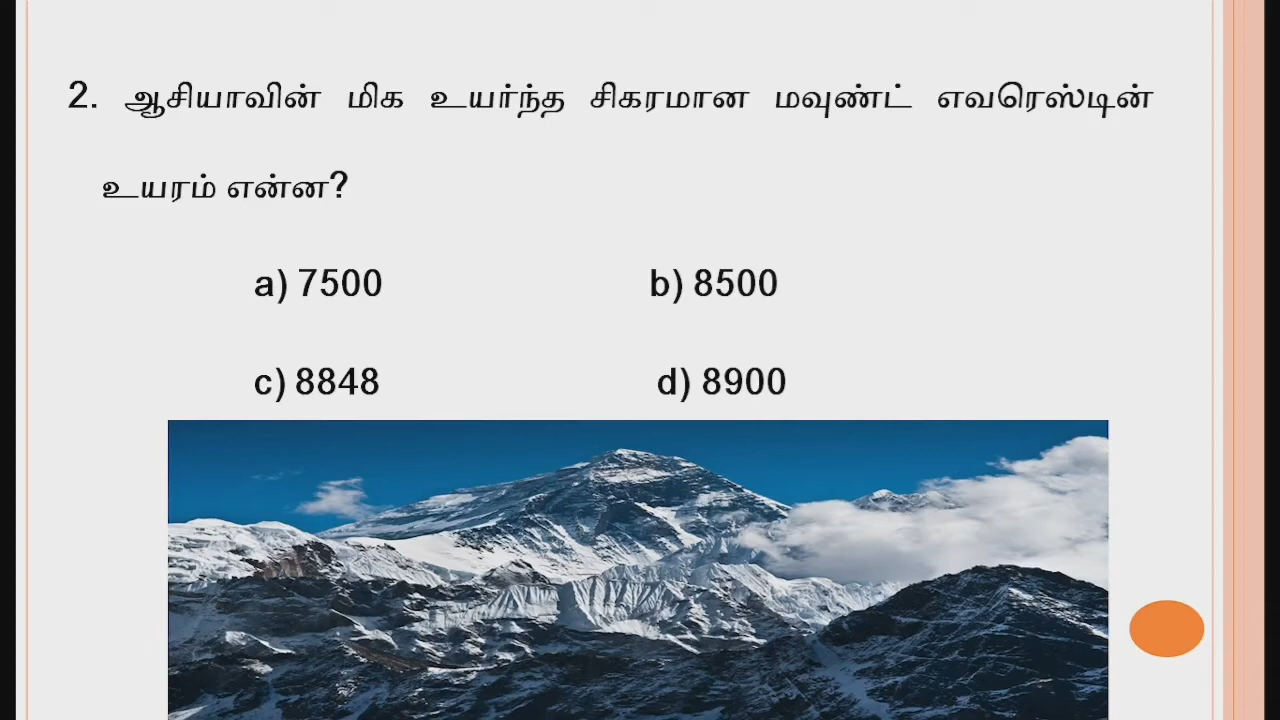 2. ஆசியாவின் மிக உயர்ந்த சிகரமான மவுண்ட் எவரெஸ்டின்
உயரம் என்ன?
a) 7500 b) 8500
c) 8848 d) 8900